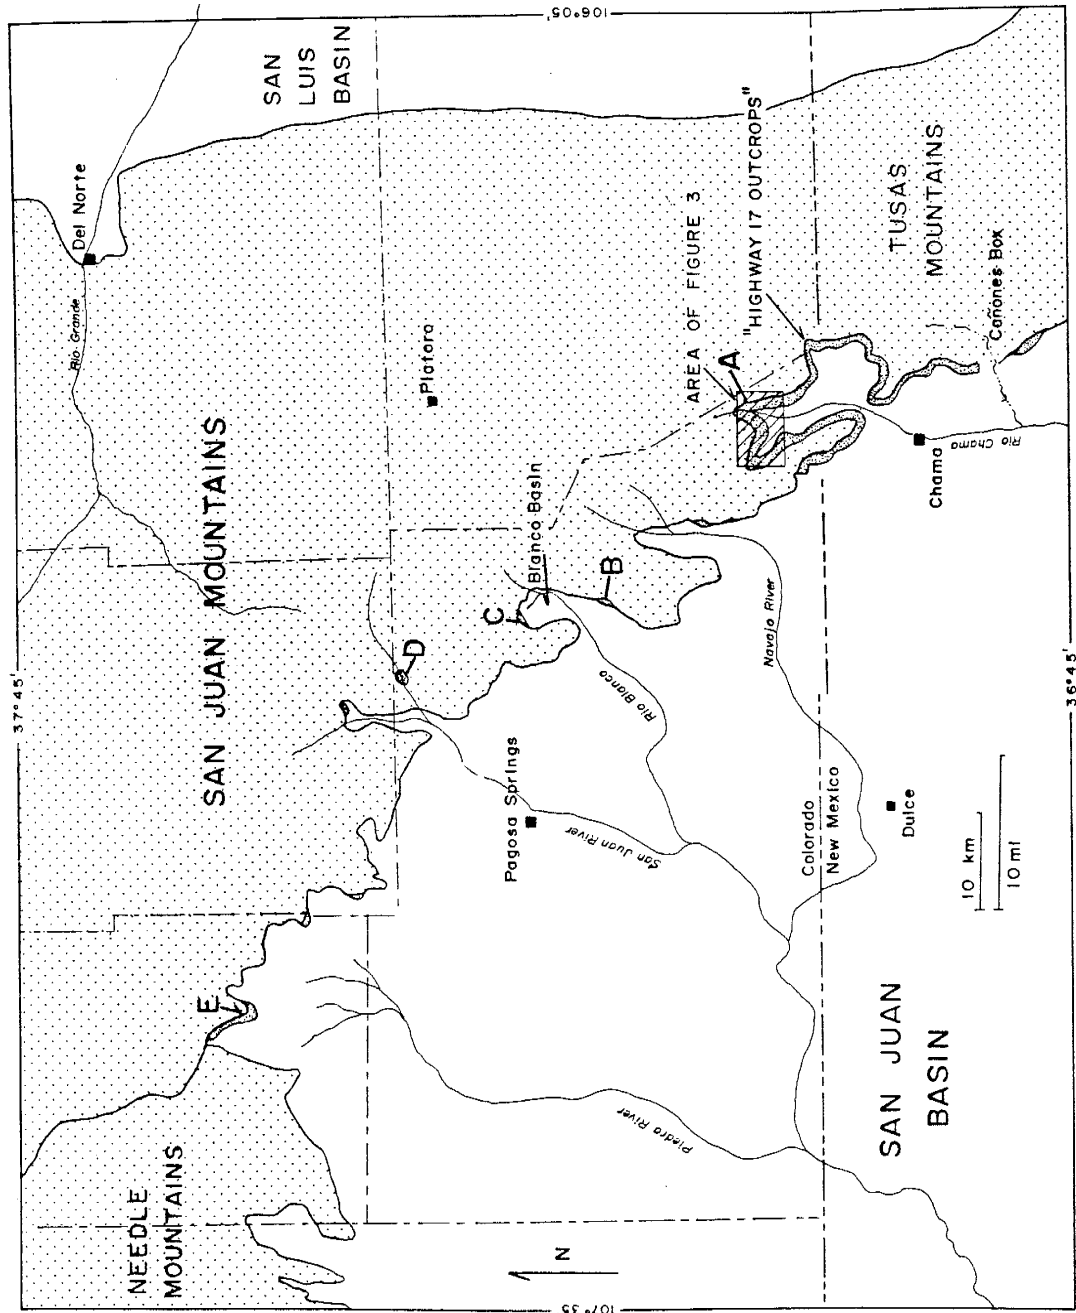 37°45'
SAN
LUIS
BASIN
Del Norte
Rio Grande
SAN JUAN MOUNTAINS
NEEDLE
MOUNTAINS
E
D
C
Platoro
Blanco Basin
B
Pagosa Springs
San Juan River
Rio Blanco
Piedra River
AREA OF FIGURE 3
A
"HIGHWAY 17 OUTCROPS"
Navajo River
Colorado
New Mexico
Dulce
Chama
Rio Chama
TUSAS
MOUNTAINS
Cañones Box
SAN JUAN
BASIN
N
10 km
10 mi
107°35'
106°05'
36°45'